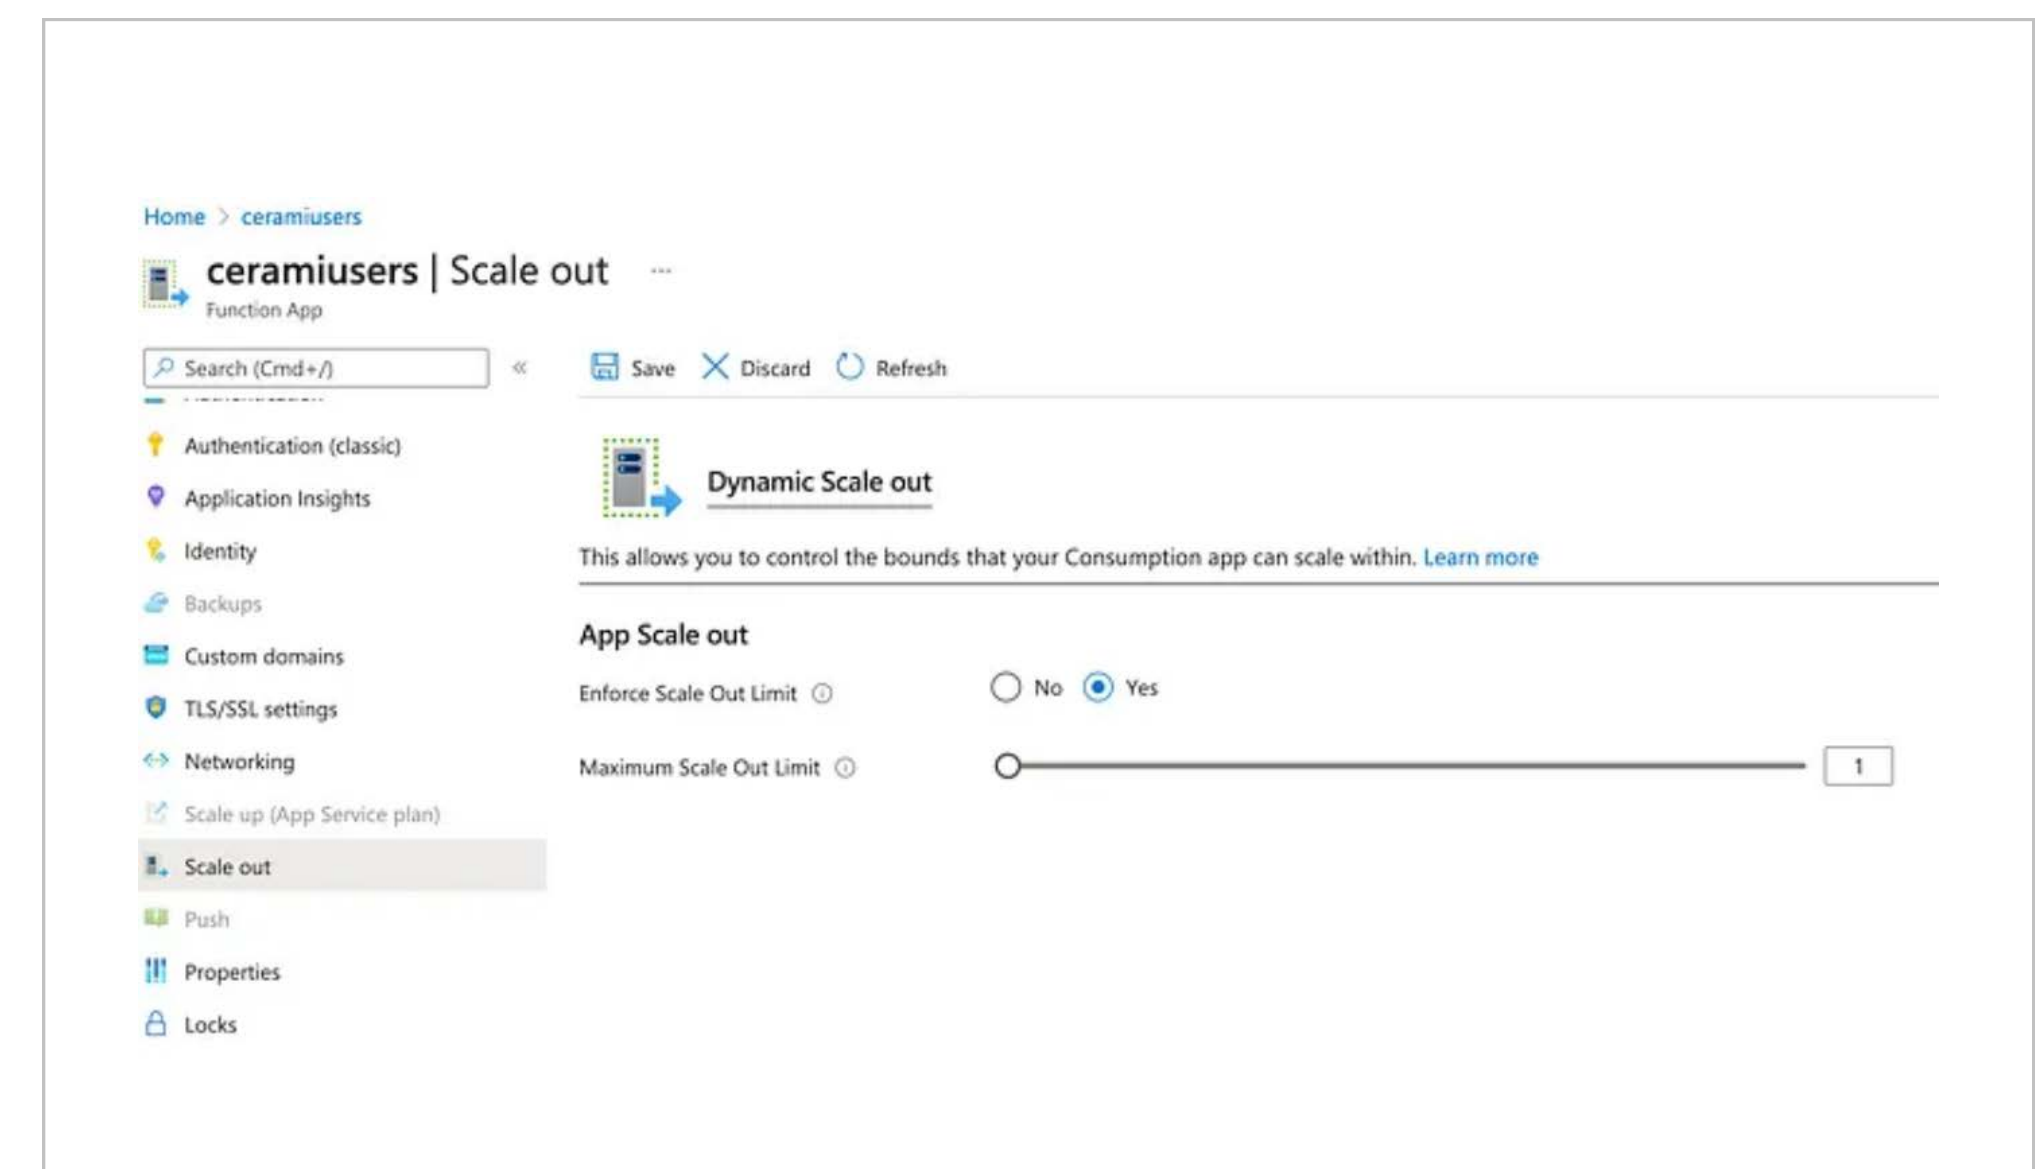 Home > ceramiusers
ceramiusers | Scale out ...
Function App
Search (Cmd+/) «
Save Discard Refresh
Authentication (classic)
Application Insights
Identity
Backups
Custom domains
TLS/SSL settings
Networking
Scale up (App Service plan)
Scale out
Push
Properties
Locks
Dynamic Scale out
This allows you to control the bounds that your Consumption app can scale within. Learn more
App Scale out
Enforce Scale Out Limit No Yes
Maximum Scale Out Limit 1